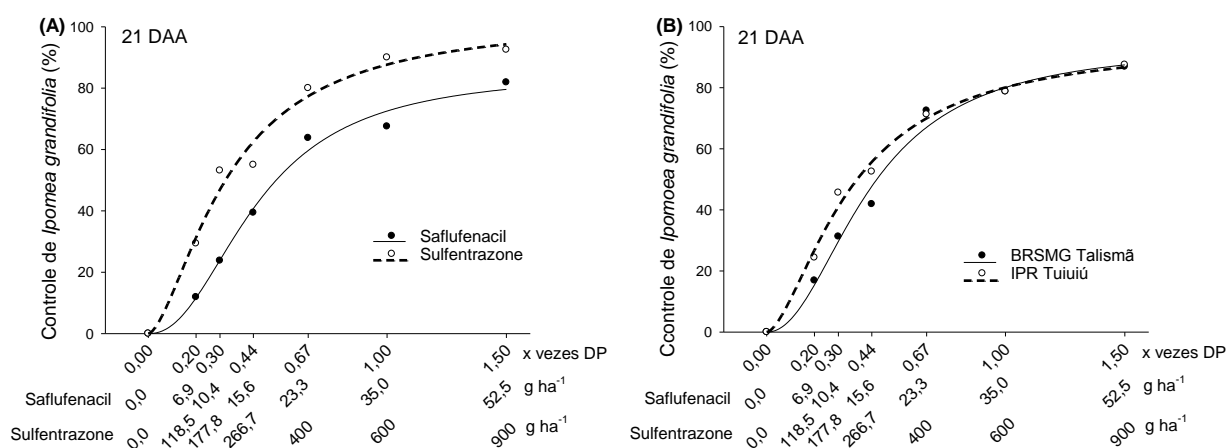 (A)
21 DAA
Controle de Ipomea grandifolia (%)
100
80
60
40
20
0
Saflufenacil
Sulfentrazone
0,00 0,20 0,30 0,44 0,67 1,00 1,50 x vezes DP
Saflufenacil 0,0 6,9 10,4 15,6 23,3 35,0 52,5 g ha-1
Sulfentrazone 0,0 118,5 177,8 266,7 400 600 900 g ha-1
(B)
21 DAA
Ccontrole de Ipomoea grandifolia (%)
100
80
60
40
20
0
BRSMG Talismã
IPR Tuiuiú
0,00 0,20 0,30 0,44 0,67 1,00 1,50 x vezes DP
Saflufenacil 0,0 6,9 10,4 15,6 23,3 35,0 52,5 g ha-1
Sulfentrazone 0,0 118,5 177,8 266,7 400 600 900 g ha-1